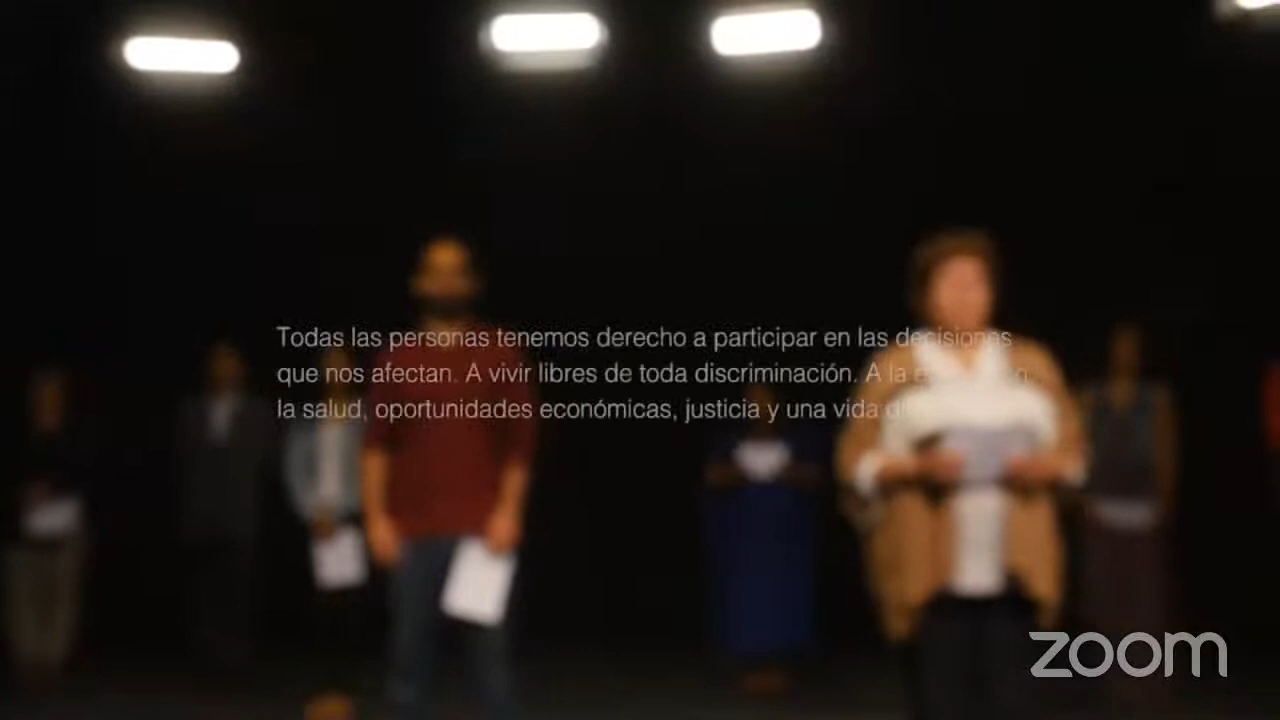 Todas las personas tenemos derecho a participar en las decisiones
que nos afectan. A vivir libres de toda discriminación. A la
la salud, oportunidades económicas, justicia y una vida
zoom